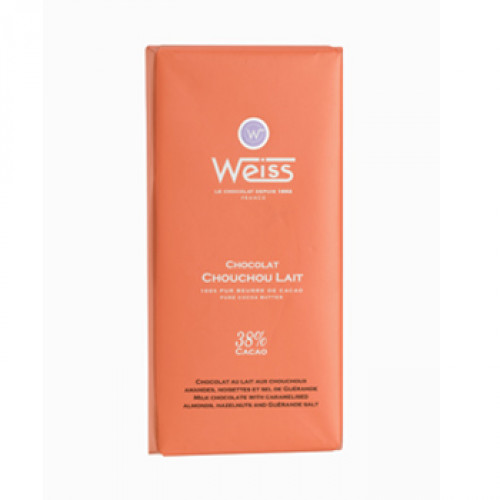 W
Weiss
LE CHOCOLAT DEPUIS 1882
FRANCE
CHOCOLAT
CHOUCHOU LAIT
100% PUR BEURRE DE CACAO
PURE COCOA BUTTER
38%
CACAO
CHOCOLAT AU LAIT AUX CHOUCHOUS
AMANDES, NOISETTES ET SEL DE GUÉRANDE
MILK CHOCOLATE WITH CARAMELISED
ALMONDS, HAZELNUTS AND GUÉRANDE SALT